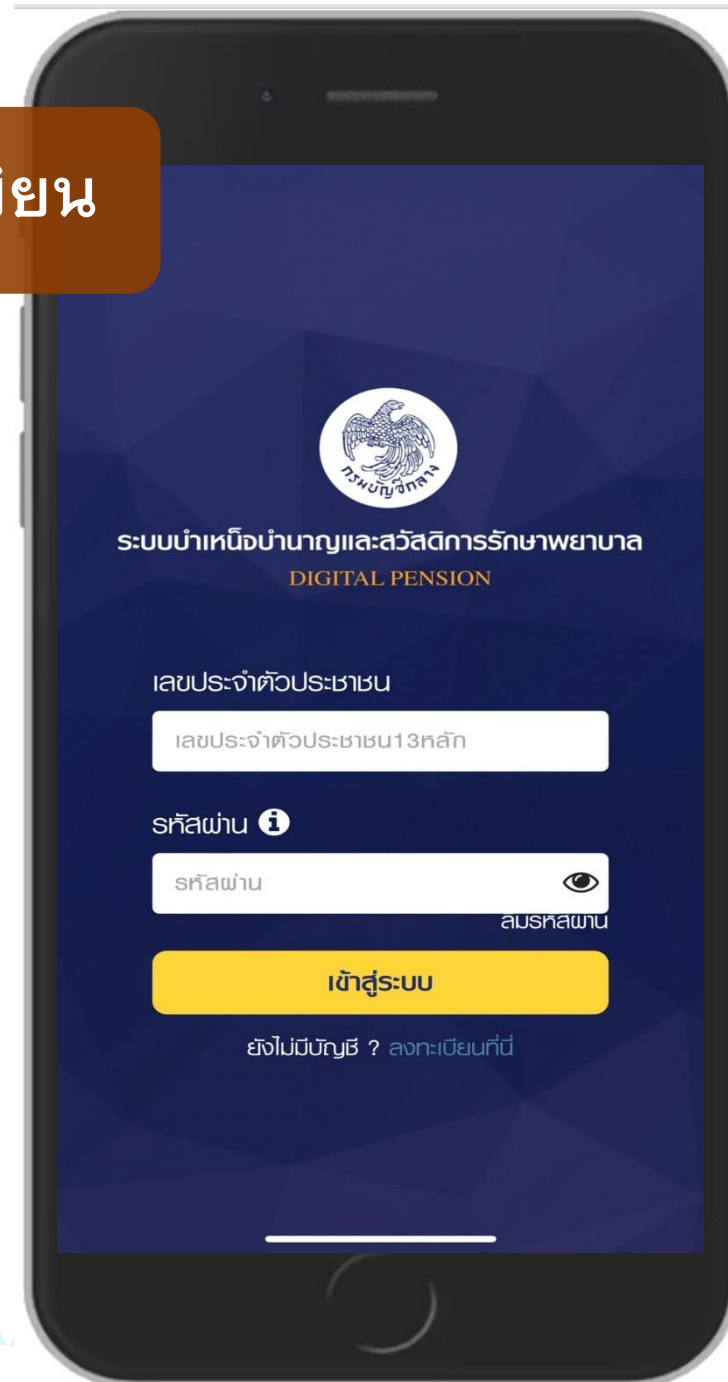 กรมบัญชีกลาง
ระบบบำเหน็จบำนาญและสวัสดิการรักษาพยาบาล
DIGITAL PENSION
เลขประจำตัวประชาชน
เลขประจำตัวประชาชน13หลัก
รหัสผ่าน
รหัสผ่าน
ลืมรหัสผ่าน
เข้าสู่ระบบ
ยังไม่มีบัญชี ? ลงทะเบียนที่นี่